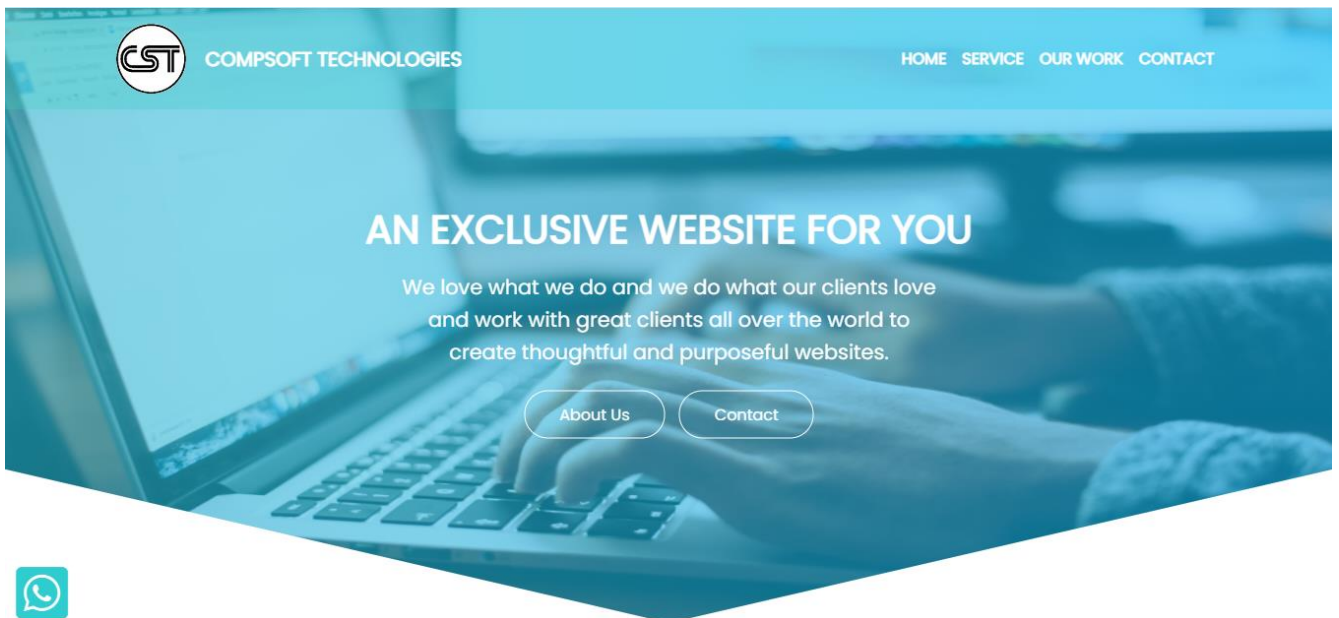 CST
COMPSOFT TECHNOLOGIES
HOME SERVICE OUR WORK CONTACT
AN EXCLUSIVE WEBSITE FOR YOU
We love what we do and we do what our clients love
and work with great clients all over the world to
create thoughtful and purposeful websites.
About Us
Contact